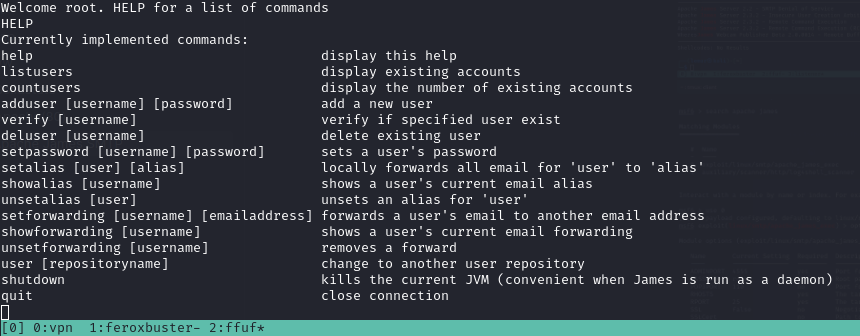 Welcome root. HELP for a list of commands
HELP
Currently implemented commands:
help                                    display this help
listusers                               display existing accounts
countusers                              display the number of existing accounts
adduser [username] [password]           add a new user
verify [username]                       verify if specified user exist
deluser [username]                      delete existing user
setpassword [username] [password]       sets a user's password
setalias [user] [alias]                 locally forwards all email for 'user' to 'alias'
showalias [username]                    shows a user's current email alias
unsetalias [user]                       unsets an alias for 'user'
setforwarding [username] [emailaddress] forwards a user's email to another email address
showforwarding [username]               shows a user's current email forwarding
unsetforwarding [username]              removes a forward
user [repositoryname]                   change to another user repository
shutdown                                kills the current JVM (convenient when James is run as a daemon)
quit                                    close connection
[0] 0:vpn  1:feroxbuster- 2:ffuf*